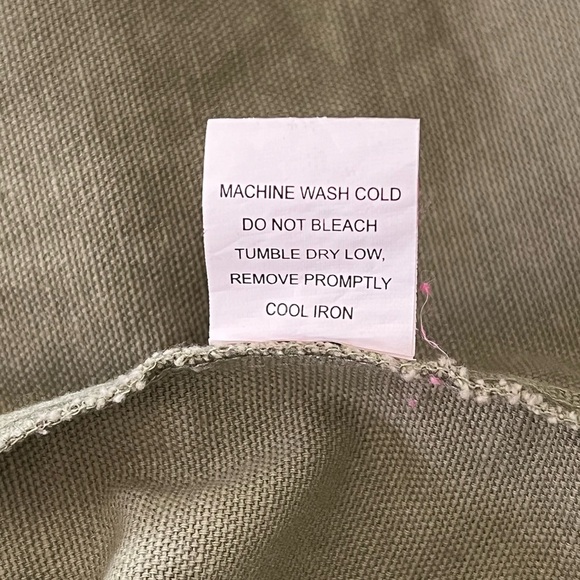 MACHINE WASH COLD
DO NOT BLEACH
TUMBLE DRY LOW,
REMOVE PROMPTLY
COOL IRON